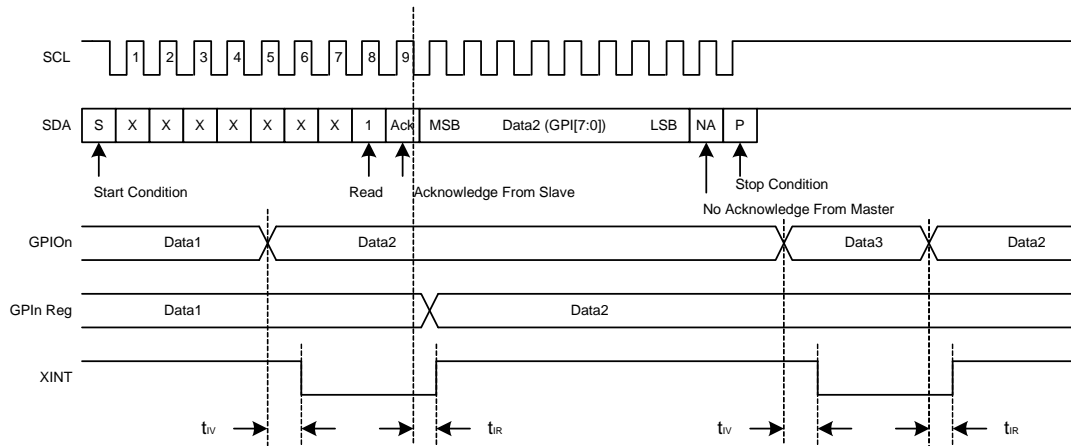 SCL 1 2 3 4 5 6 7 8 9
SDA S X X X X X X X 1 Ack MSB Data2 (GPI[7:0]) LSB NA P
Start Condition Read Acknowledge From Slave Stop Condition
No Acknowledge From Master
GPIOn Data1 Data2 Data3 Data2
GPIn Reg Data1 Data2
XINT
tIV tIR tIV tIR